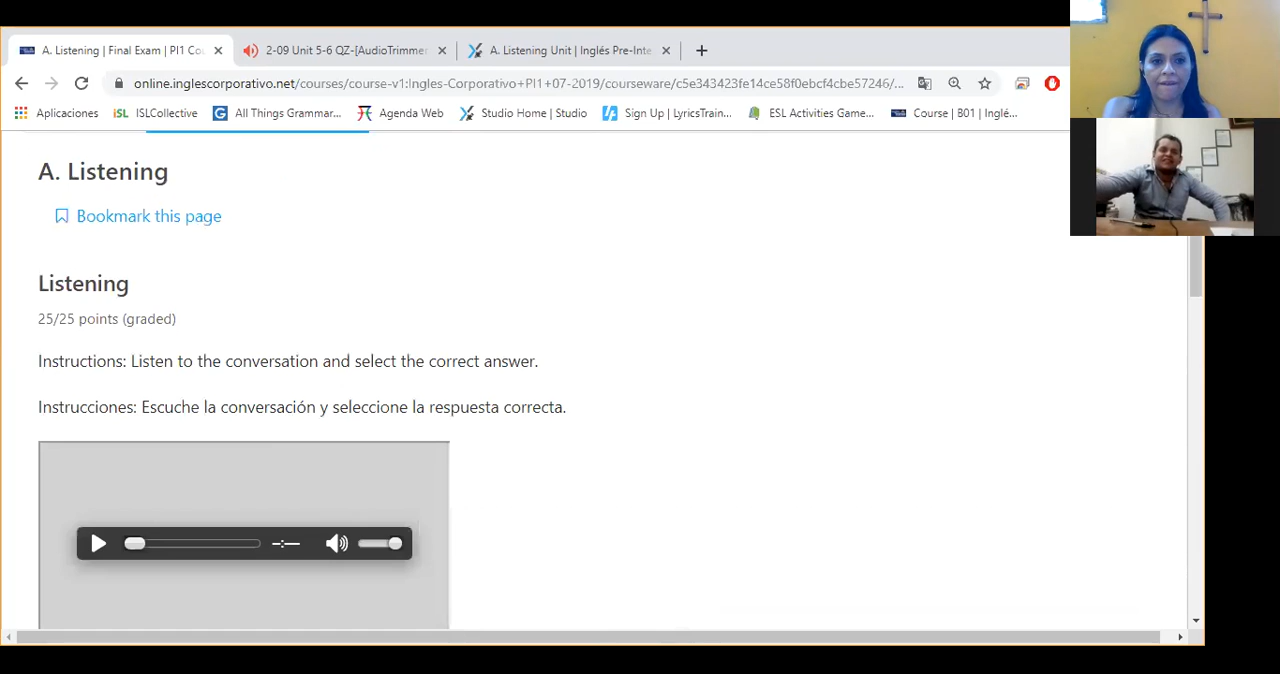 A. Listening | Final Exam | PI1 Co
2-09 Unit 5-6 QZ-[AudioTrimmer
A. Listening Unit | Inglés Pre-Inte
online.inglescorporativo.net/courses/course-v1:Ingles-Corporativo+PI1+07-2019/courseware/c5e343423fe14ce58f0ebcf4cbe57246/...
Aplicaciones
iSL ISLCollective
All Things Grammar...
Agenda Web
Studio Home | Studio
Sign Up | LyricsTrain...
ESL Activities Game...
Course | B01 | Inglé...
A. Listening
Bookmark this page
Listening
25/25 points (graded)
Instructions: Listen to the conversation and select the correct answer.
Instrucciones: Escuche la conversación y seleccione la respuesta correcta.
-:--